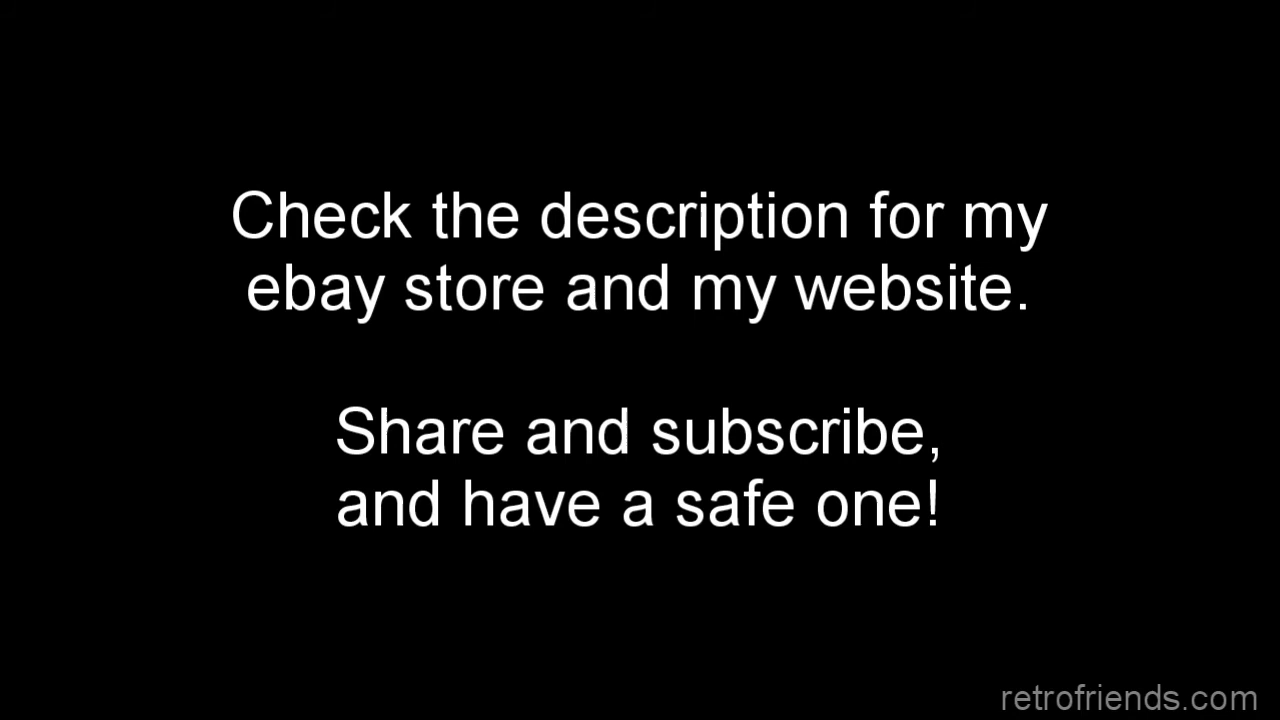 Check the description for my
ebay store and my website.
Share and subscribe,
and have a safe one!
retrofriends.com